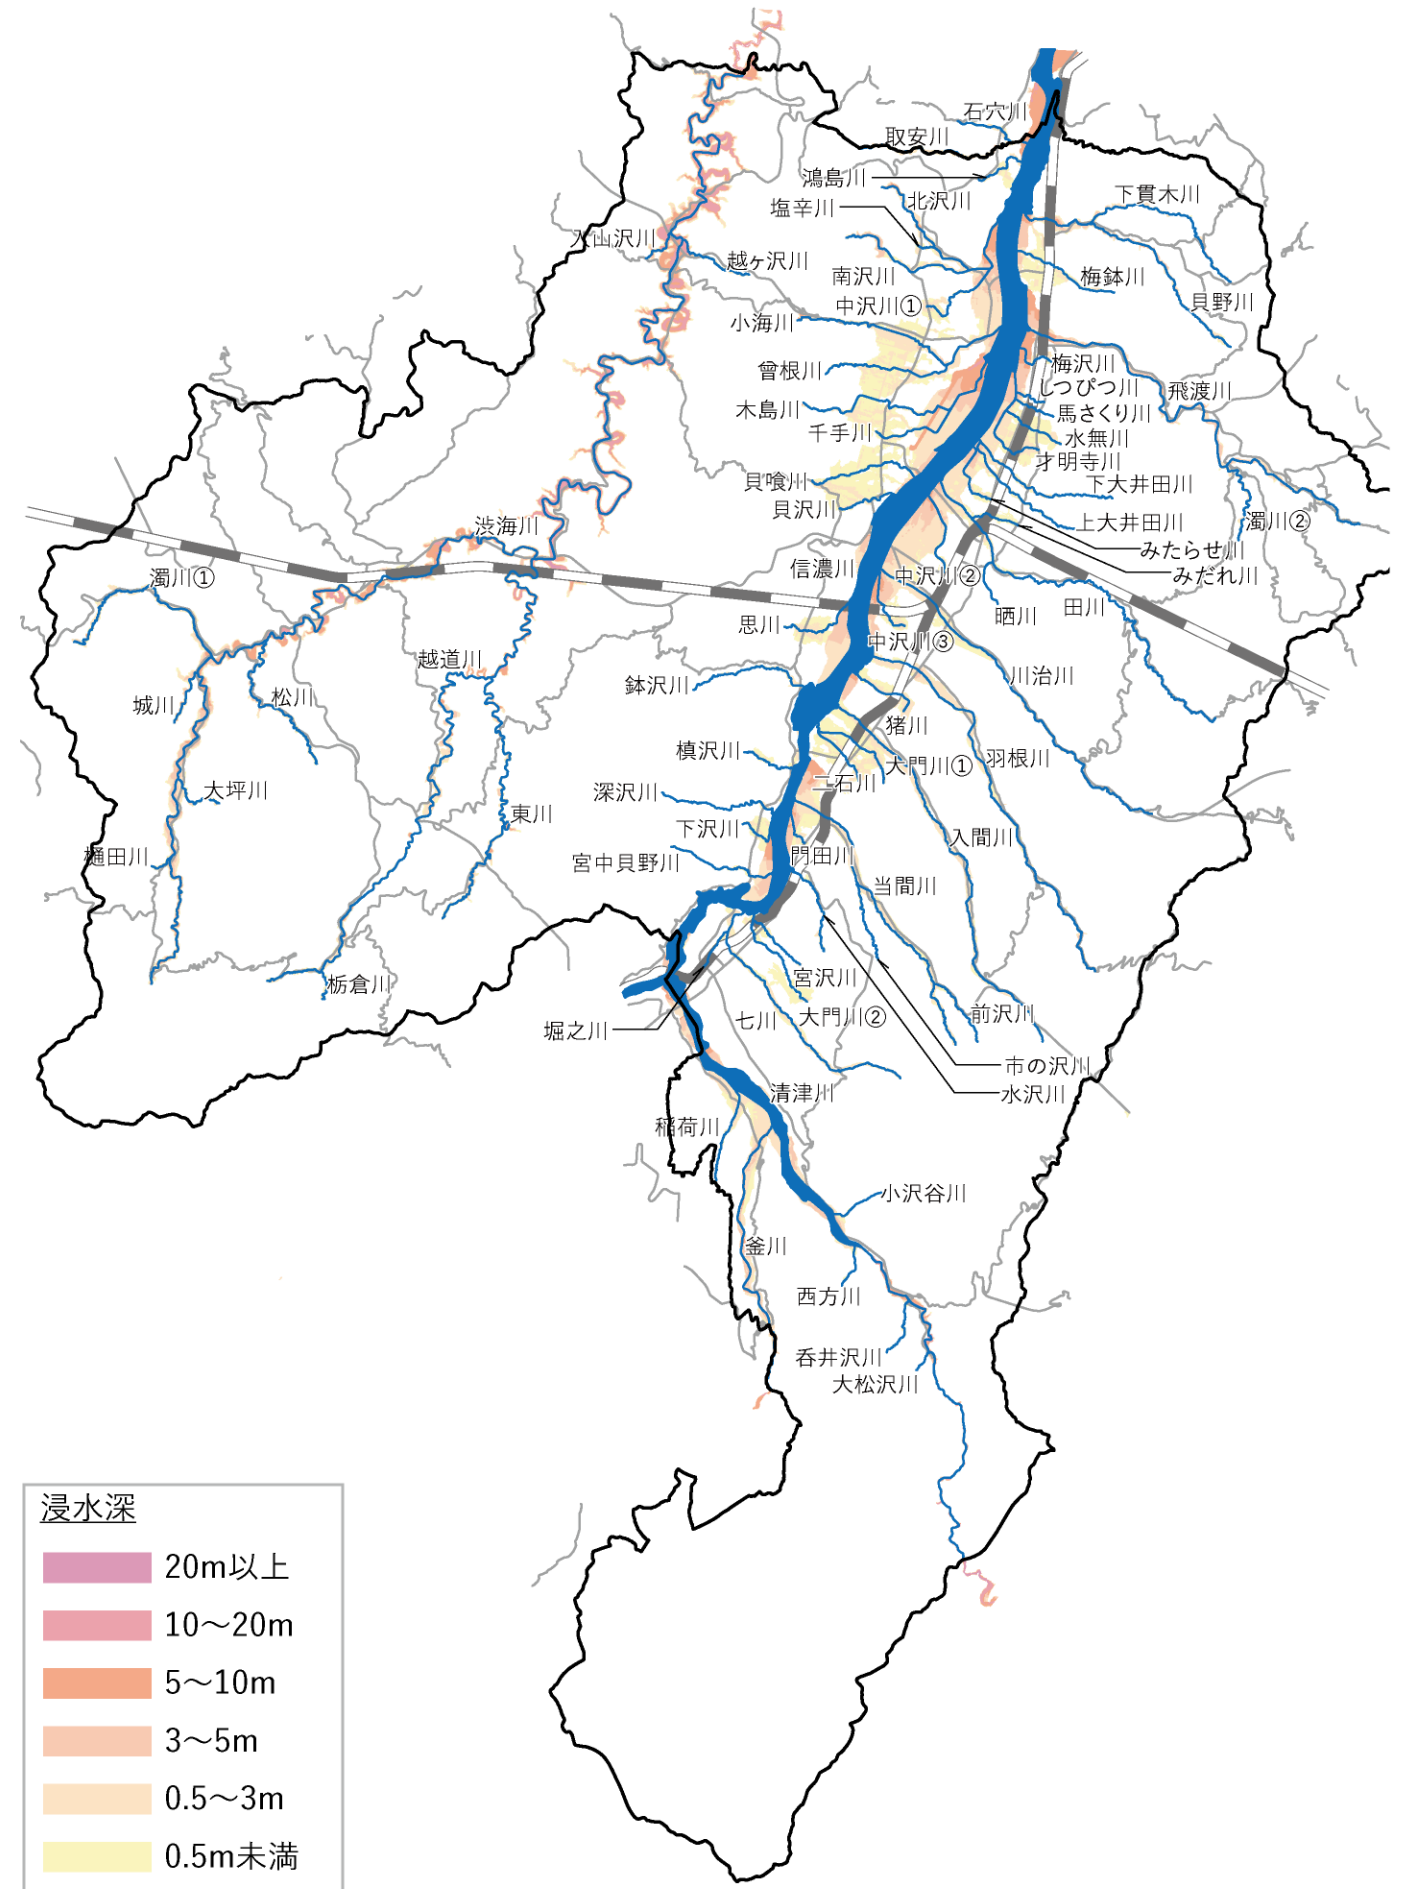 石穴川
取安川
鴻島川
北沢川
下貫木川
塩辛川
入山沢川
越ヶ沢川
南沢川
梅鉢川
中沢川①
貝野川
小海川
曾根川
梅沢川
しつぴつ川
飛渡川
木島川
馬さくり川
千手川
水無川
才明寺川
貝喰川
下大井田川
貝沢川
上大井田川
濁川②
渋海川
みたらせ川
信濃川
中沢川②
みだれ川
濁川①
晒川
田川
思川
中沢川③
越道川
川治川
鉢沢川
城川
松川
猪川
槙沢川
羽根川
大門川①
二石川
大坪川
深沢川
東川
下沢川
入間川
樋田川
宮中貝野川
門田川
当間川
宮沢川
栃倉川
前沢川
堀之川
七川
大門川②
市の沢川
清津川
水沢川
稲荷川
小沢谷川
釜川
西方川
呑井沢川
大松沢川
浸水深
20m以上
10～20m
5～10m
3～5m
0.5～3m
0.5m未満